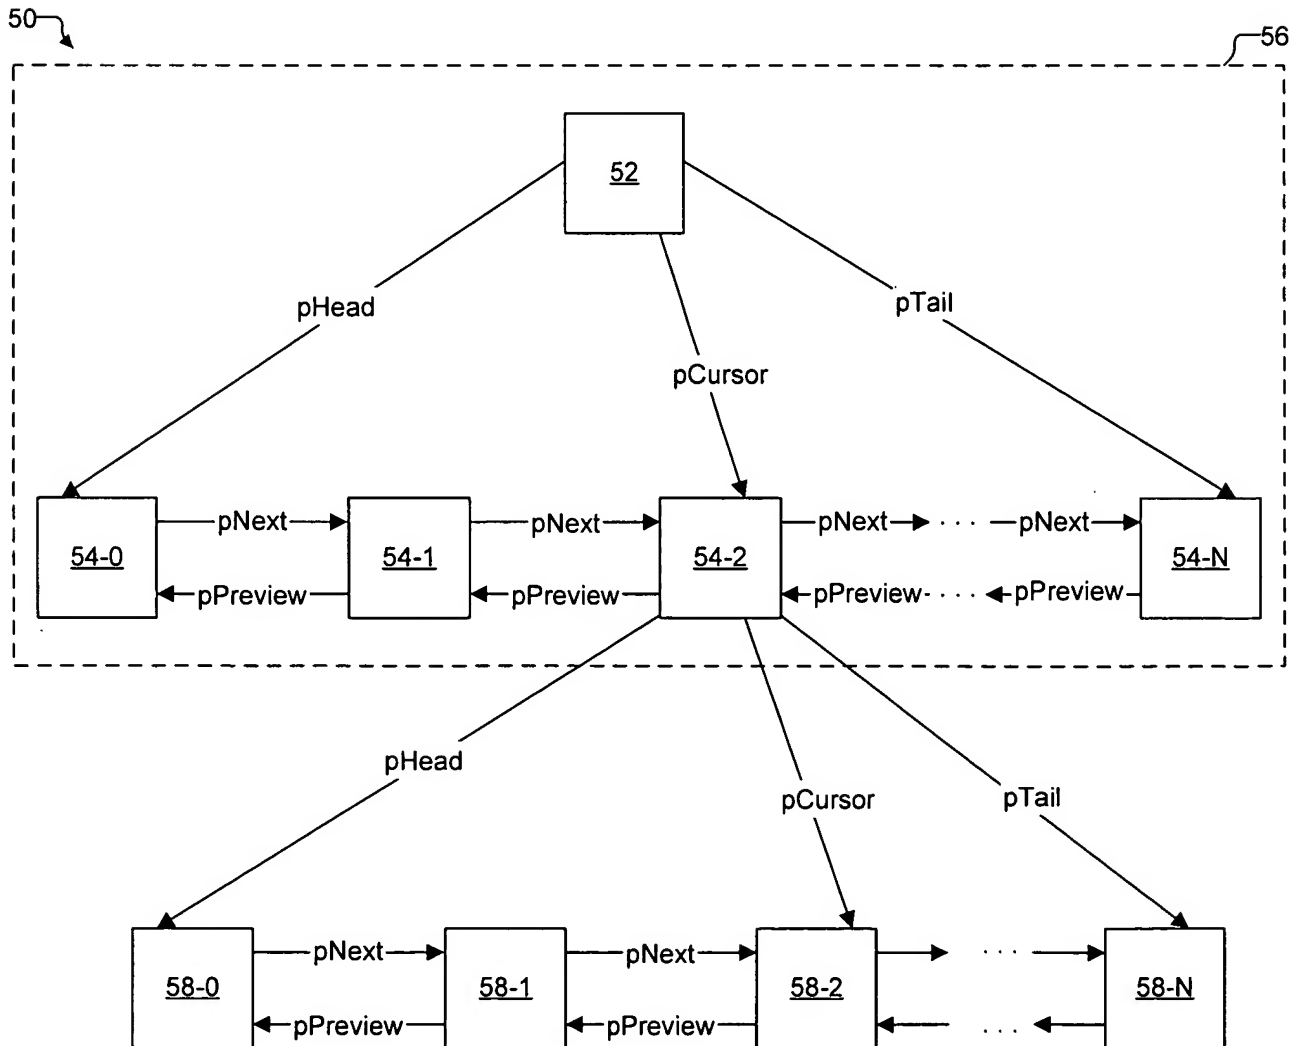 50
56
52
pHead
pTail
pCursor
pNext pNext pNext · · · · pNext
54-0 54-1 54-2 54-N
pPreview pPreview pPreview · · · · pPreview
pHead
pCursor
pTail
pNext pNext · · · ·
58-0 58-1 58-2 58-N
pPreview pPreview · · · ·